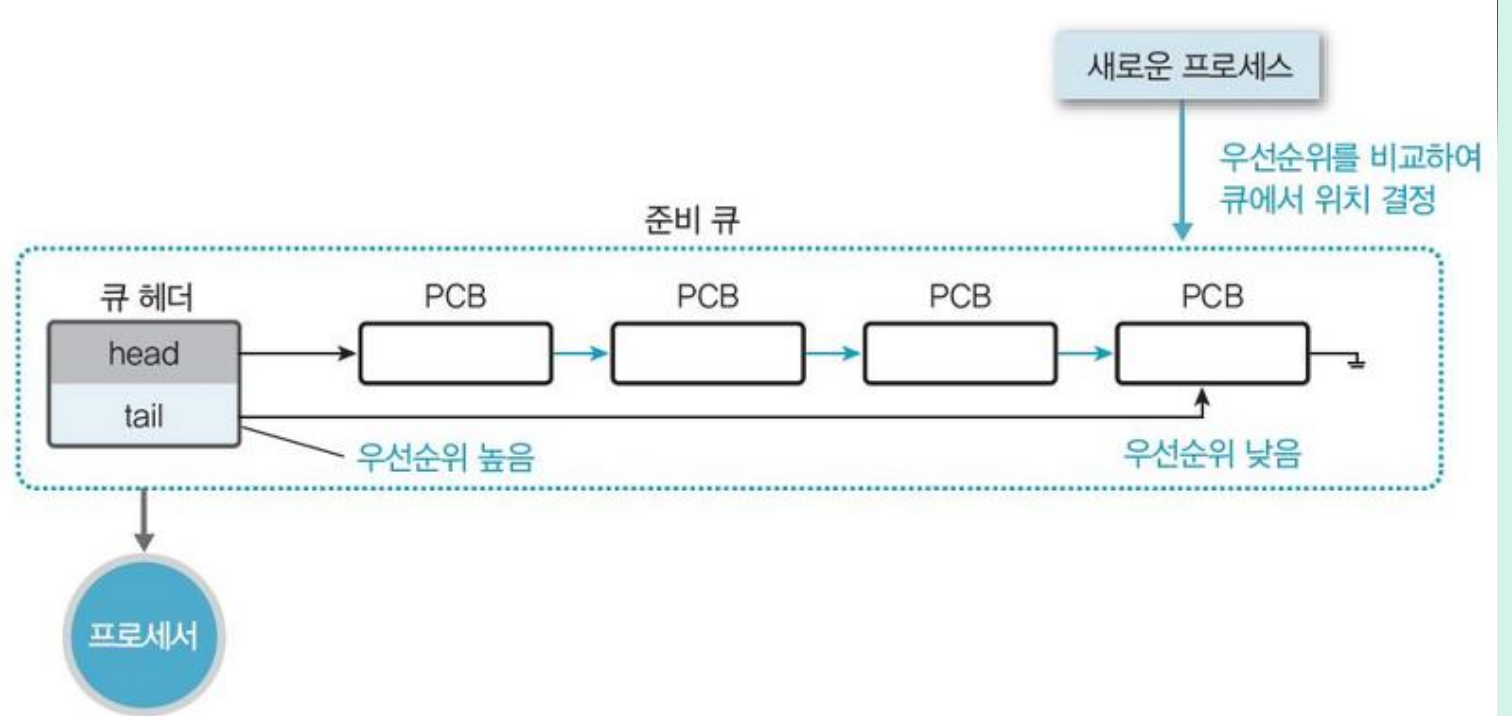 새로운 프로세스
우선순위를 비교하여
큐에서 위치 결정
준비 큐
큐 헤더
PCB
PCB
PCB
PCB
head
tail
우선순위 높음
우선순위 낮음
프로세서